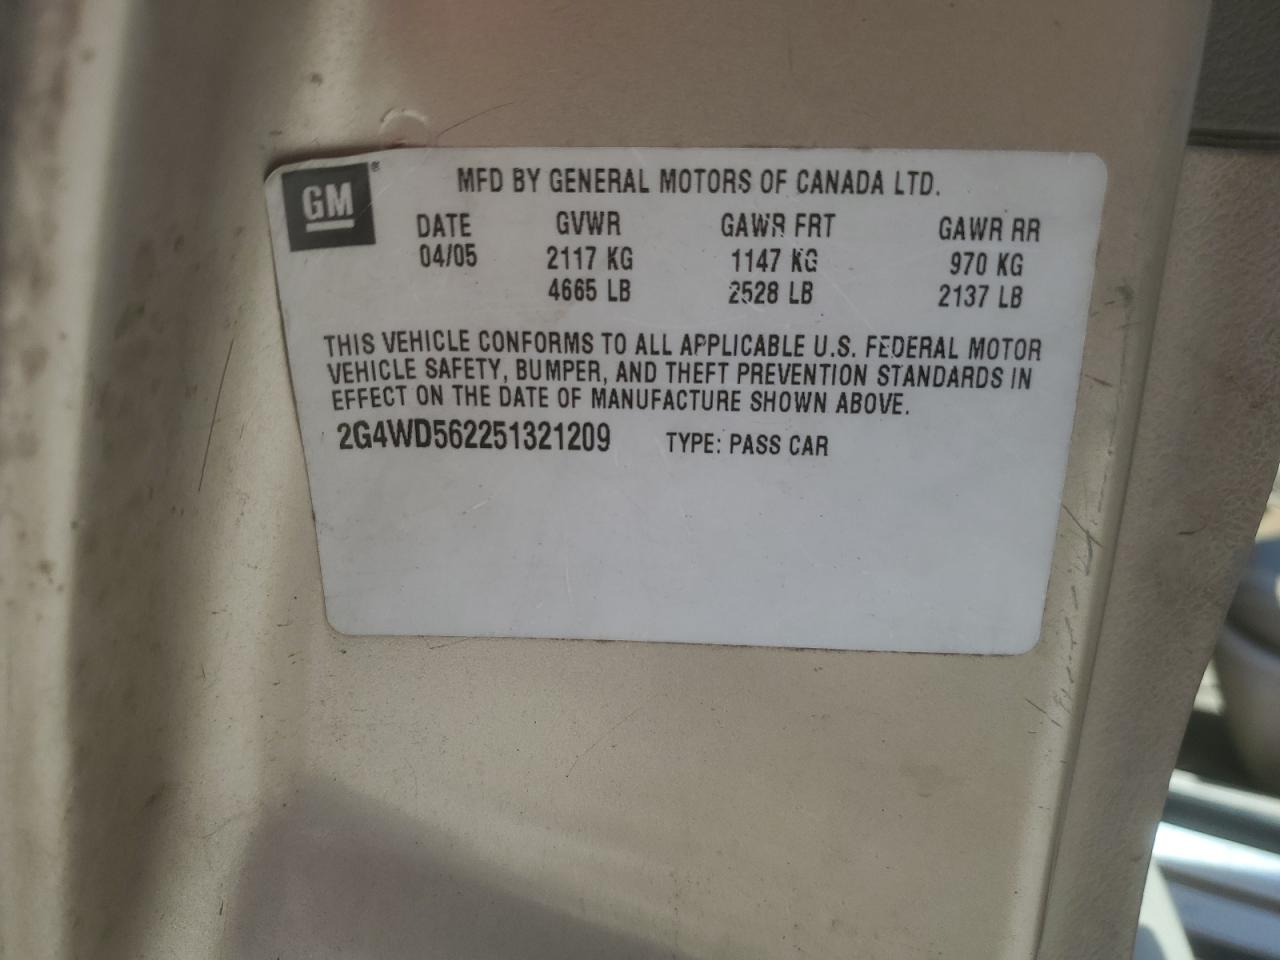 GM ® MFD BY GENERAL MOTORS OF CANADA LTD.
DATE GVWR GAWR FRT GAWR RR
04/05 2117 KG 1147 KG 970 KG
4665 LB 2528 LB 2137 LB
THIS VEHICLE CONFORMS TO ALL APPLICABLE U.S. FEDERAL MOTOR
VEHICLE SAFETY, BUMPER, AND THEFT PREVENTION STANDARDS IN
EFFECT ON THE DATE OF MANUFACTURE SHOWN ABOVE.
2G4WD562251321209 TYPE: PASS CAR